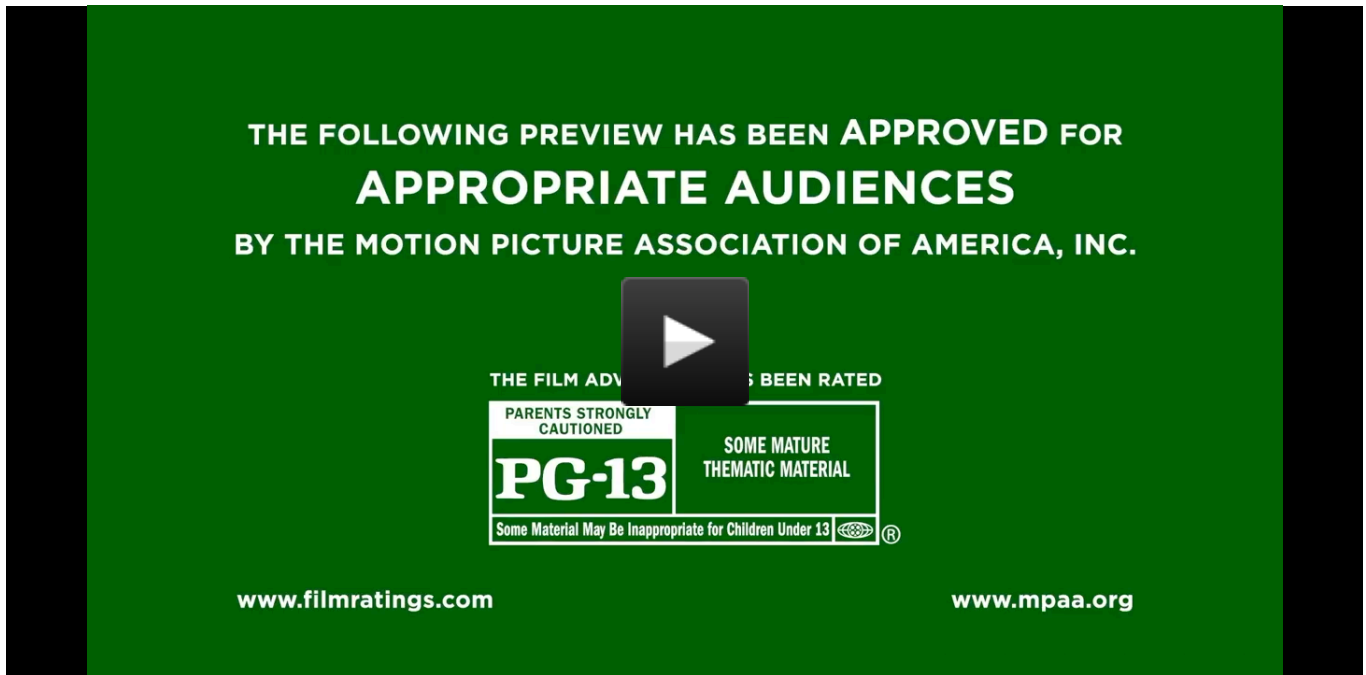 THE FOLLOWING PREVIEW HAS BEEN APPROVED FOR
APPROPRIATE AUDIENCES
BY THE MOTION PICTURE ASSOCIATION OF AMERICA, INC.
THE FILM ADV S BEEN RATED
PARENTS STRONGLY
CAUTIONED
PG-13
SOME MATURE
THEMATIC MATERIAL
Some Material May Be Inappropriate for Children Under 13
®
www.filmratings.com
www.mpaa.org